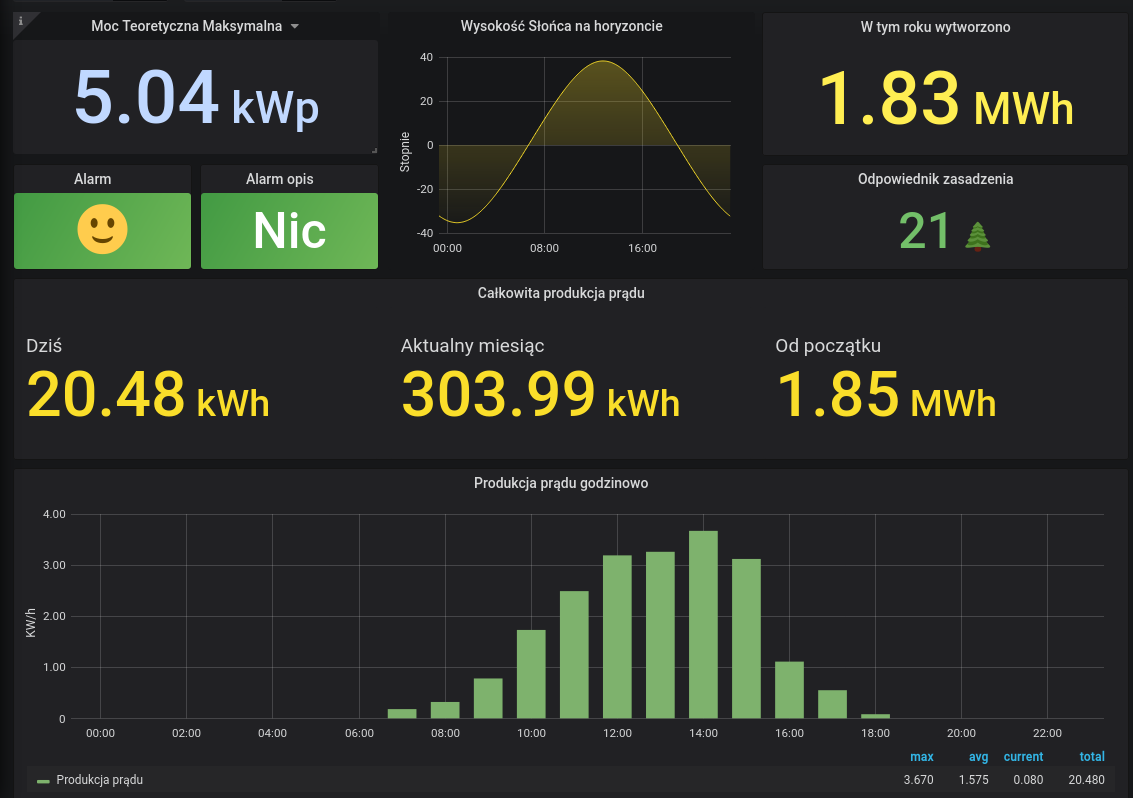 Moc Teoretyczna Maksymalna
5.04 kWp
Wysokość Słońca na horyzoncie
Stopnie
40
20
0
-20
-40
00:00 08:00 16:00
W tym roku wytworzono
1.83 MWh
Alarm
Alarm opis
Nic
Odpowiednik zasadzenia
21
Całkowita produkcja prądu
Dziś Aktualny miesiąc Od początku
20.48 kWh 303.99 kWh 1.85 MWh
Produkcja prądu godzinowo
KW/h
4.00
3.00
2.00
1.00
0
00:00 02:00 04:00 06:00 08:00 10:00 12:00 14:00 16:00 18:00 20:00 22:00
max avg current total
Produkcja prądu 3.670 1.575 0.080 20.480